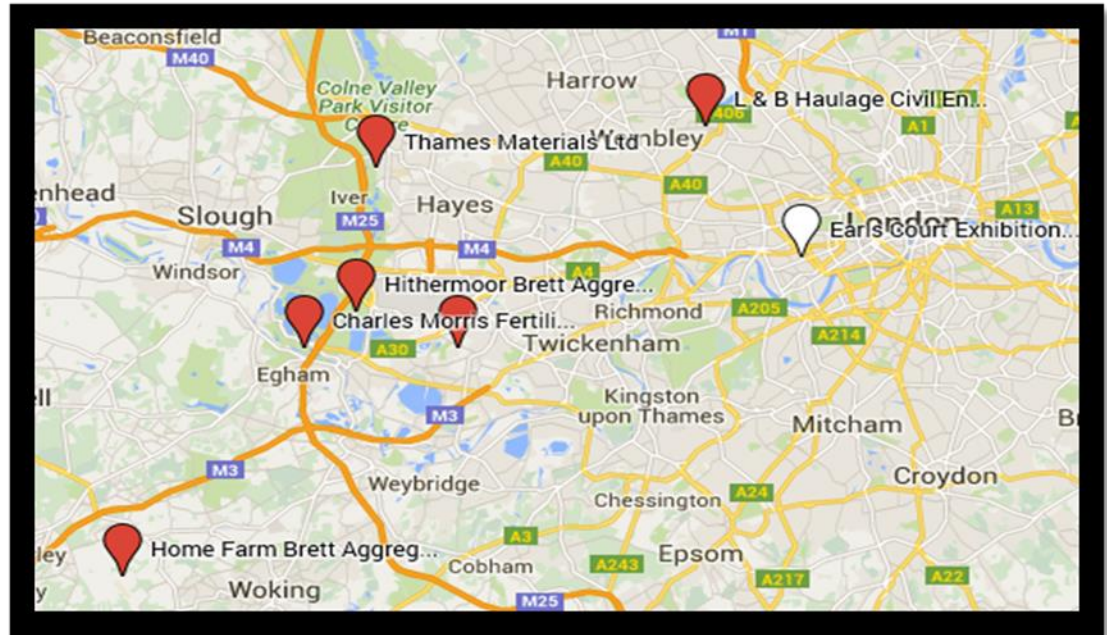 Beaconsfield
M40
M1
Colne Valley
Park Visitor
Harrow
L & B Haulage Civil En...
A406
A1
Thames Materials Ltd
Wembley
A40
A40
enhead
Iver
Slough
M25
Hayes
A13
London
Earls Court Exhibition...
M4
M4
Windsor
A4
Hithermoor Brett Aggre...
Richmond
A205
Charles Morris Fertili...
A30
Twickenham
A214
Egham
ell
Kingston
upon Thames
M3
Mitcham
B
M3
Weybridge
Croydon
Chessington
A24
A3
Home Farm Brett Aggreg...
ley
Cobham
A243
Epsom
A217
A22
y
Woking
M25